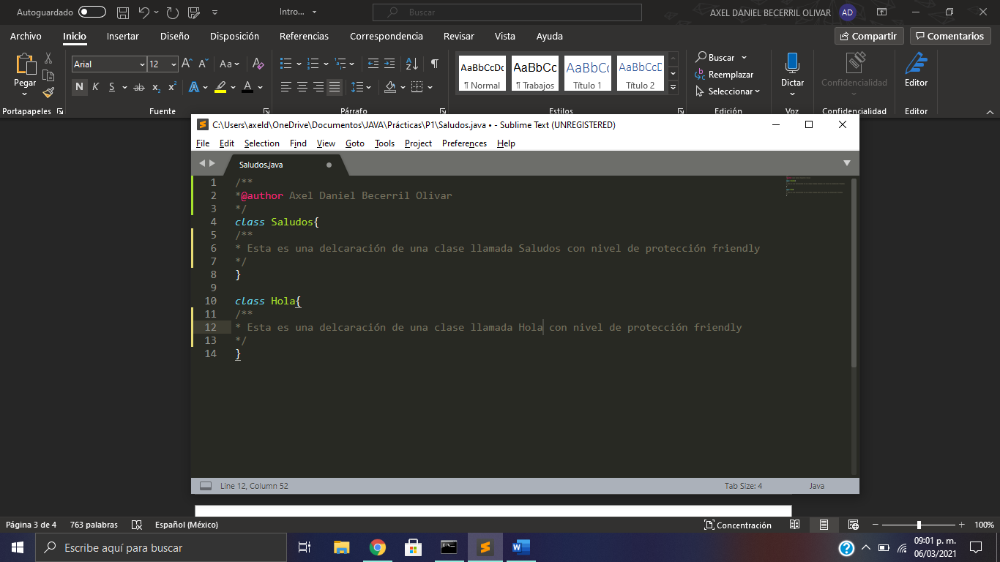 Autoguardado Intro... Buscar AXEL DANIEL BECERRIL OLIVAR AD
Archivo Inicio Insertar Diseño Disposición Referencias Correspondencia Revisar Vista Ayuda Compartir Comentarios
Pegar
Arial 12 Aa
N K S ab x₂ x² A A
AaBbCcDc AaBbCc AaBbCc AaBbCcD
¶ Normal ¶ Trabajos Título 1 Título 2
Buscar
Reemplazar
Seleccionar
Dictar Confidencialidad Editor
Portapapeles Fuente Párrafo Estilos Edición Voz Confidencialidad Editor
C:\Users\axeld\OneDrive\Documentos\JAVA\Prácticas\P1\Saludos.java • - Sublime Text (UNREGISTERED)
File Edit Selection Find View Goto Tools Project Preferences Help
Saludos.java
1 /**
2 *@author Axel Daniel Becerril Olivar
3 */
4 class Saludos{
5 /**
6 * Esta es una delcaración de una clase llamada Saludos con nivel de protección friendly
7 */
8 }
9
10 class Hola{
11 /**
12 * Esta es una delcaración de una clase llamada Hola con nivel de protección friendly
13 */
14 }
Line 12, Column 52 Tab Size: 4 Java
Página 3 de 4 763 palabras Español (México) Concentración 100%
Escribe aquí para buscar
09:01 p. m.
06/03/2021